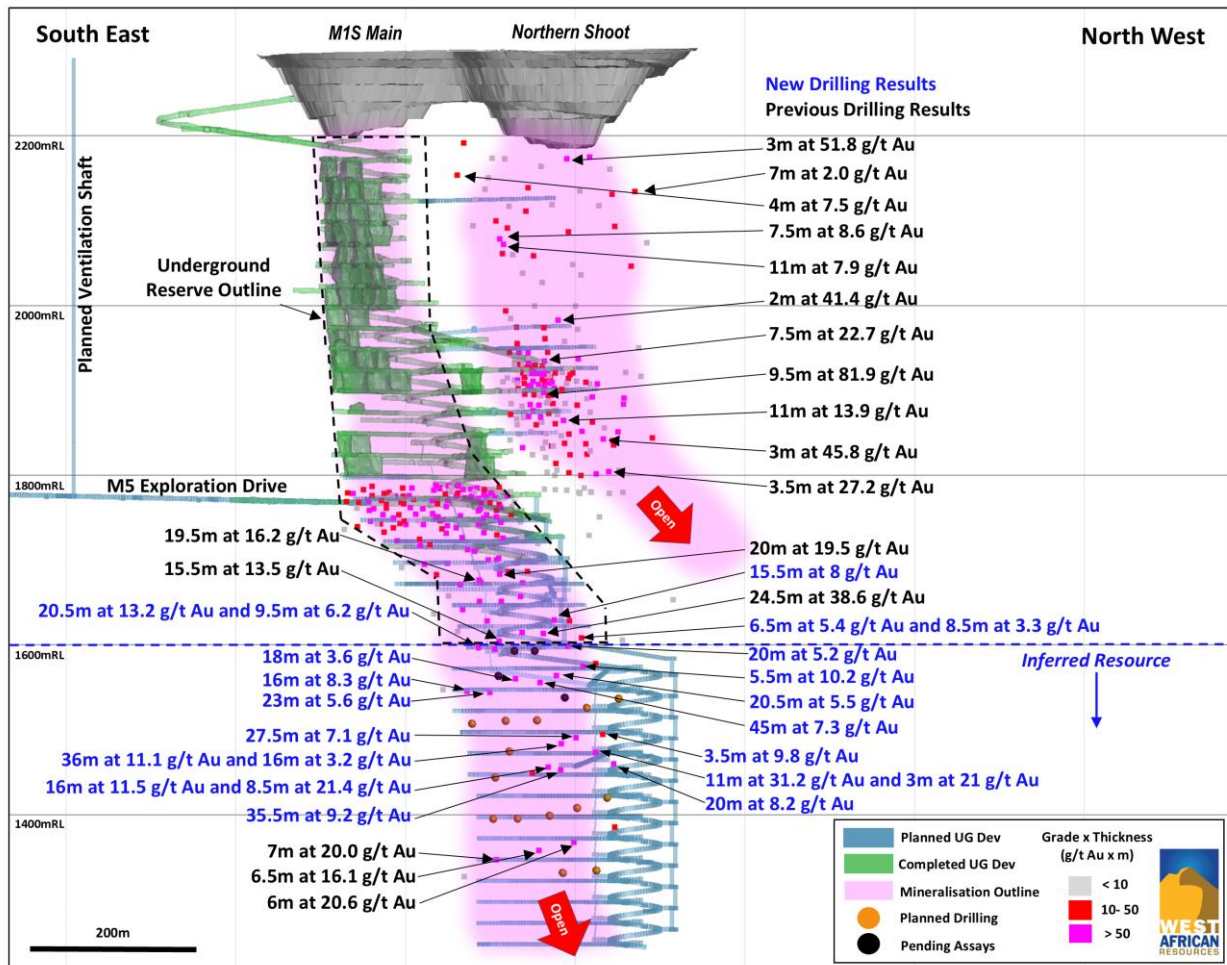 South East
M1S Main
Northern Shoot
North West
New Drilling Results
Previous Drilling Results
2200mRL
3m at 51.8 g/t Au
7m at 2.0 g/t Au
4m at 7.5 g/t Au
7.5m at 8.6 g/t Au
11m at 7.9 g/t Au
Planned Ventilation Shaft
Underground
Reserve Outline
2m at 41.4 g/t Au
2000mRL
7.5m at 22.7 g/t Au
9.5m at 81.9 g/t Au
11m at 13.9 g/t Au
3m at 45.8 g/t Au
1800mRL
M5 Exploration Drive
3.5m at 27.2 g/t Au
Open
19.5m at 16.2 g/t Au
15.5m at 13.5 g/t Au
20.5m at 13.2 g/t Au and 9.5m at 6.2 g/t Au
20m at 19.5 g/t Au
15.5m at 8 g/t Au
24.5m at 38.6 g/t Au
6.5m at 5.4 g/t Au and 8.5m at 3.3 g/t Au
1600mRL
20m at 5.2 g/t Au
Inferred Resource
18m at 3.6 g/t Au
16m at 8.3 g/t Au
23m at 5.6 g/t Au
5.5m at 10.2 g/t Au
20.5m at 5.5 g/t Au
45m at 7.3 g/t Au
27.5m at 7.1 g/t Au
36m at 11.1 g/t Au and 16m at 3.2 g/t Au
16m at 11.5 g/t Au and 8.5m at 21.4 g/t Au
35.5m at 9.2 g/t Au
3.5m at 9.8 g/t Au
11m at 31.2 g/t Au and 3m at 21 g/t Au
20m at 8.2 g/t Au
1400mRL
7m at 20.0 g/t Au
6.5m at 16.1 g/t Au
6m at 20.6 g/t Au
Open
200m
Planned UG Dev
Completed UG Dev
Mineralisation Outline
Planned Drilling
Pending Assays
Grade x Thickness
(g/t Au x m)
< 10
10- 50
> 50
WEST
AFRICAN
RESOURCES